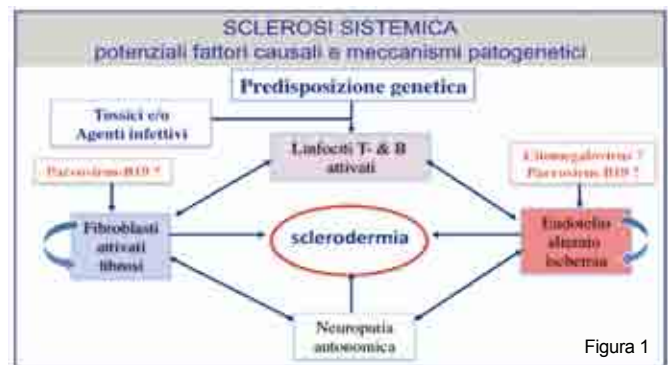 SCLEROSI SISTEMICA
potenziali fattori causali e meccanismi patogenetici
Predisposizione genetica
Tossici e/o
Agenti infettivi
Linfociti T- & B
attivati
Parvovirus-B19 ?
Citomegalovirus ?
Parvovirus-B19 ?
Fibroblasti
attivati
fibrosi
sclerodermia
Endotelio
ischemia
Neuropatia
autonomica
Figura 1